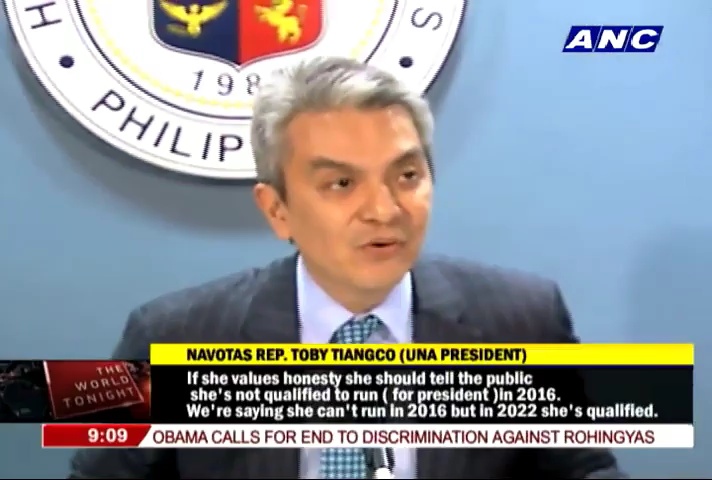 H
S
198
PHILIP
ANC
NAVOTAS REP. TOBY TIANGCO (UNA PRESIDENT)
THE
WORLD
TONIGHT
If she values honesty she should tell the public
she's not qualified to run ( for president )in 2016.
We're saying she can't run in 2016 but in 2022 she's qualified.
9:09
OBAMA CALLS FOR END TO DISCRIMINATION AGAINST ROHINGYAS